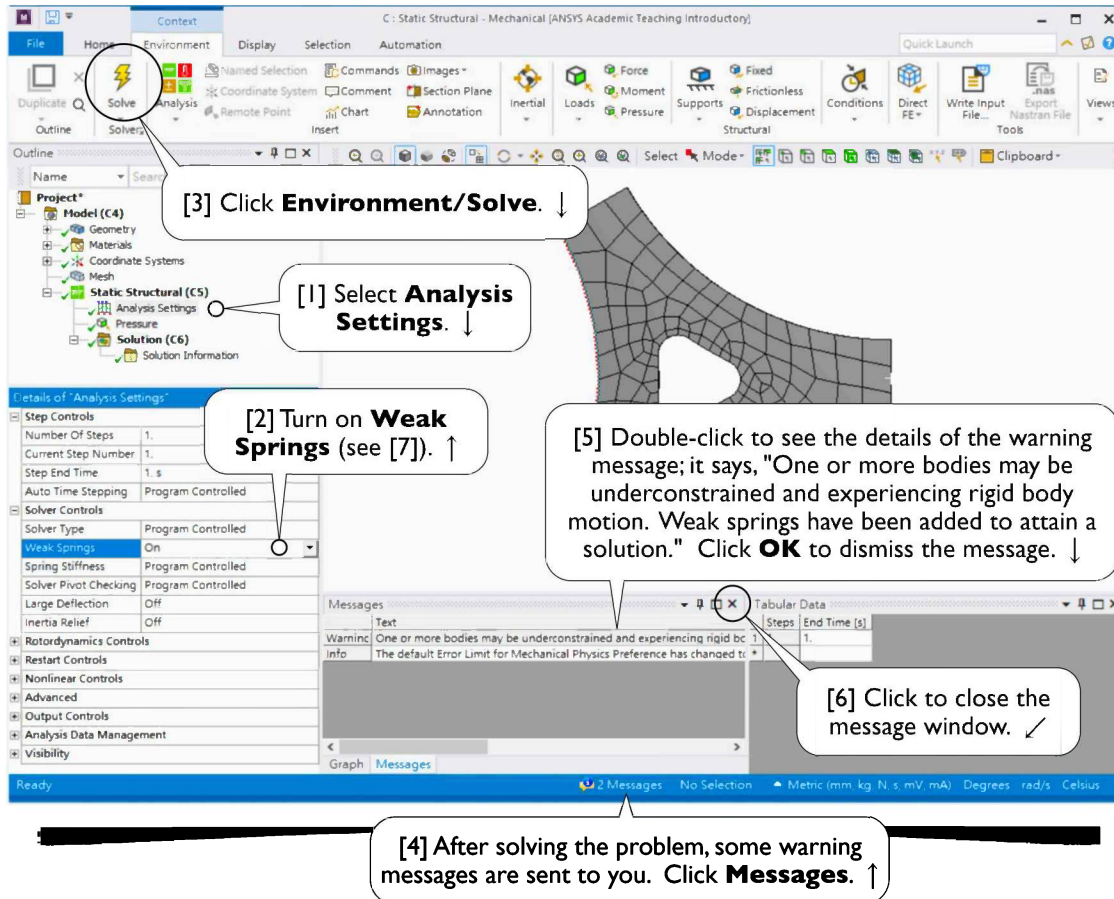 Context
C : Static Structural - Mechanical [ANSYS Academic Teaching Introductory]
File Home Environment Display Selection Automation
Quick Launch
Duplicate
Outline
Solve
Solver
Analysis
Named Selection
Coordinate System
Remote Point
Commands
Comment
Chart
Images
Section Plane
Annotation
Insert
Inertial
Loads
Force
Moment
Pressure
Supports
Fixed
Frictionless
Displacement
Structural
Conditions
Direct
FE
Write Input
File...
.nas
Export
Nastran File
Tools
Views
Outline
Select Mode Clipboard
Name
[3] Click Environment/Solve. ↓
Project*
Model (C4)
Geometry
Materials
Coordinate Systems
Mesh
Static Structural (C5)
Analysis Settings
Pressure
Solution (C6)
Solution Information
[1] Select Analysis
Settings. ↓
Details of "Analysis Settings"
Step Controls
Number Of Steps 1.
Current Step Number 1.
Step End Time 1. s
Auto Time Stepping Program Controlled
Solver Controls
Solver Type Program Controlled
Weak Springs On
Spring Stiffness Program Controlled
Solver Pivot Checking Program Controlled
Large Deflection Off
Inertia Relief Off
Rotordynamics Controls
Restart Controls
Nonlinear Controls
Advanced
Output Controls
Analysis Data Management
Visibility
[2] Turn on Weak
Springs (see [7]). ↑
[5] Double-click to see the details of the warning
message; it says, "One or more bodies may be
underconstrained and experiencing rigid body
motion. Weak springs have been added to attain a
solution." Click OK to dismiss the message. ↓
Messages
Text
Warning One or more bodies may be underconstrained and experiencing rigid bo
Info The default Error Limit for Mechanical Physics Preference has changed to
Graph Messages
Tabular Data
Steps End Time [s]
1 1.
*
[6] Click to close the
message window. ↙
Ready
2 Messages No Selection Metric (mm, kg, N, s, mV, mA) Degrees rad/s Celsius
[4] After solving the problem, some warning
messages are sent to you. Click Messages. ↑